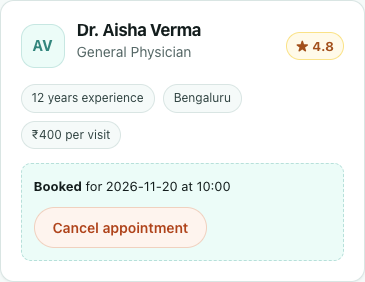 AV
Dr. Aisha Verma
General Physician
★ 4.8
12 years experience
Bengaluru
₹400 per visit
Booked for 2026-11-20 at 10:00
Cancel appointment